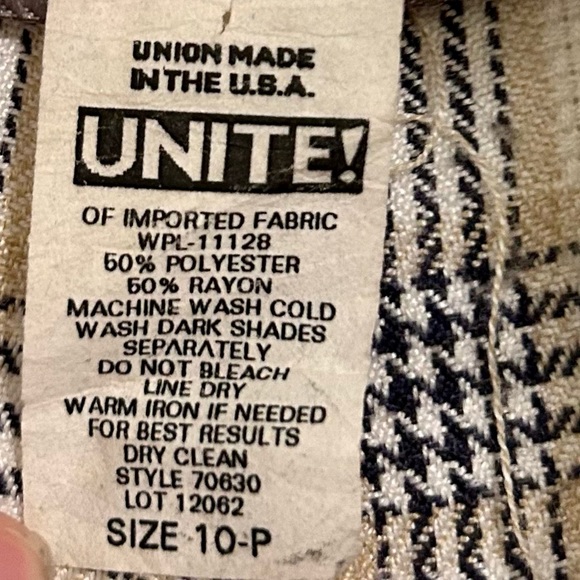 UNION MADE
IN THE U.S.A.
UNITE!
OF IMPORTED FABRIC
WPL-11128
50% POLYESTER
50% RAYON
MACHINE WASH COLD
WASH DARK SHADES
SEPARATELY
DO NOT BLEACH
LINE DRY
WARM IRON IF NEEDED
FOR BEST RESULTS
DRY CLEAN
STYLE 70630
LOT 12062
SIZE 10-P